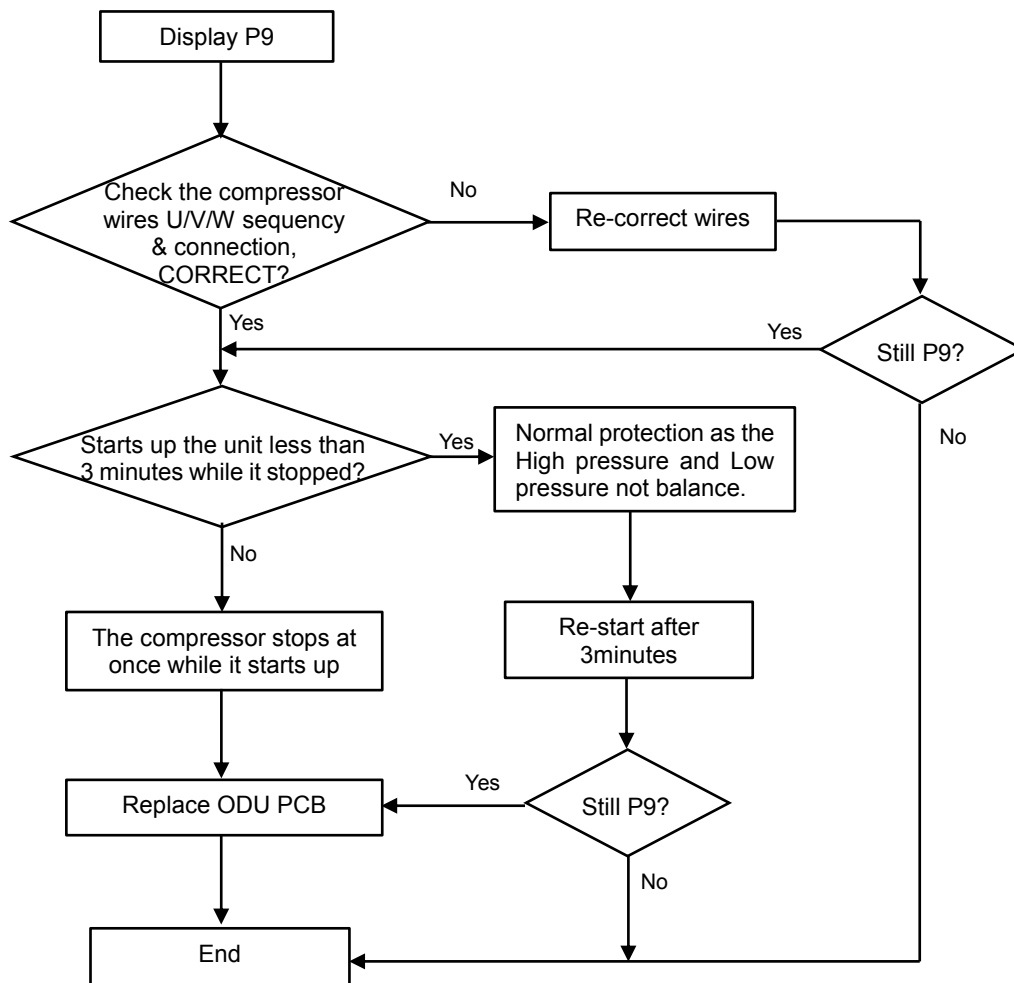 Display P9
Check the compressor
wires U/V/W sequency
& connection,
CORRECT?
No
Re-correct wires
Yes
Yes
Still P9?
No
Starts up the unit less than
3 minutes while it stopped?
Yes
Normal protection as the
High pressure and Low
pressure not balance.
No
The compressor stops at
once while it starts up
Re-start after
3minutes
Replace ODU PCB
Yes
Still P9?
No
End